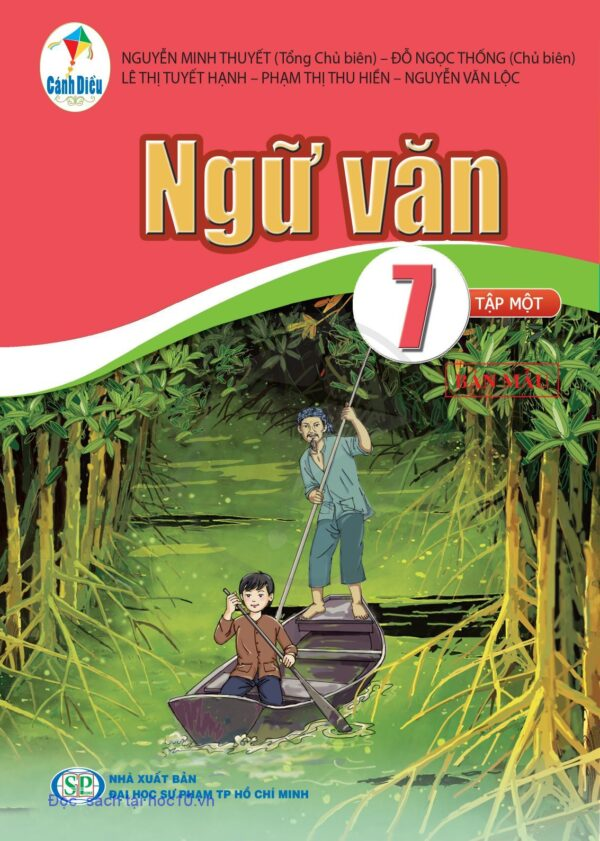 Cánh Diều
NGUYỄN MINH THUYẾT (Tổng Chủ biên) – ĐỖ NGỌC THỐNG (Chủ biên)
LÊ THỊ TUYẾT HẠNH – PHẠM THỊ THU HIỀN – NGUYỄN VĂN LỘC
Ngữ văn
7
TẬP MỘT
BẢN MẪU
SP
NHÀ XUẤT BẢN
ĐẠI HỌC SƯ PHẠM TP HỒ CHÍ MINH
Đọc sách tại hoc10.vn